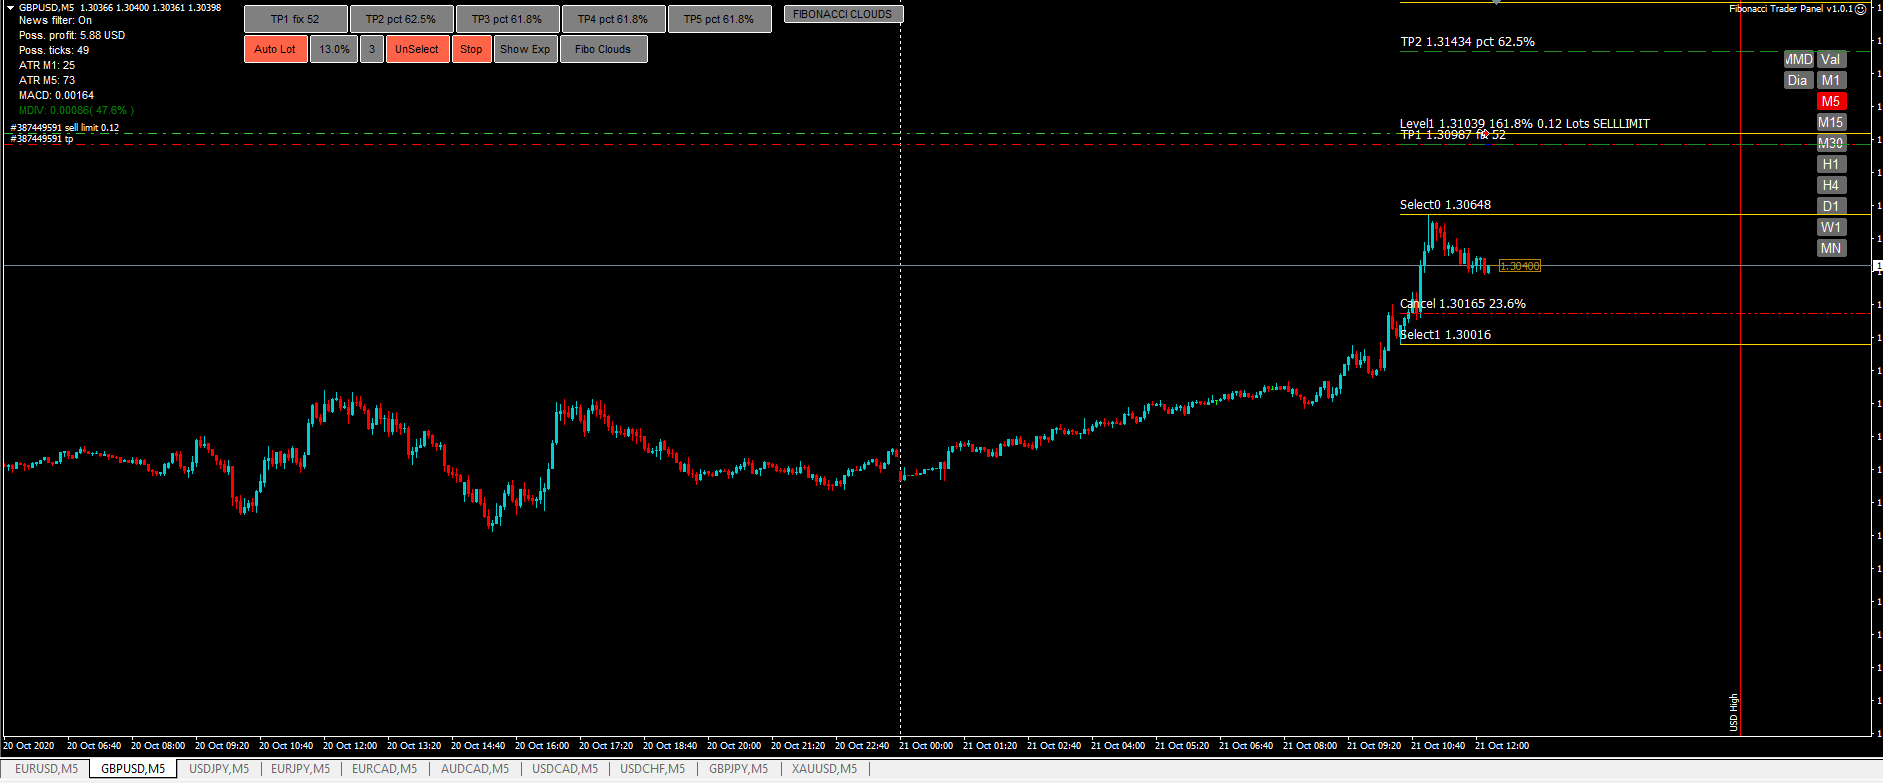 GBPUSD,M5 1.30366 1.30400 1.30361 1.30398
News filter: On
Poss. profit: 5.88 USD
Poss. ticks: 49
ATR M1: 25
ATR M5: 73
MACD: 0.00164
MDIV: 0.00086( 47.6% )
#387449591 sell limit 0.12
#387449591 tp
TP1 fix 52
TP2 pct 62.5%
TP3 pct 61.8%
TP4 pct 61.8%
TP5 pct 61.8%
FIBONACCI CLOUDS
Auto Lot
13.0%
3
UnSelect
Stop
Show Exp
Fibo Clouds
Fibonacci Trader Panel v1.0.1
TP2 1.31434 pct 62.5%
MMD
Val
Dia
M1
M5
M15
M30
H1
H4
D1
W1
MN
Level1 1.31039 161.8% 0.12 Lots SELLLIMIT
TP1 1.30987 fix 52
Select0 1.30648
1.30400
Cancel 1.30165 23.6%
Select1 1.30016
USD High
20 Oct 2020
20 Oct 06:40
20 Oct 08:00
20 Oct 09:20
20 Oct 10:40
20 Oct 12:00
20 Oct 13:20
20 Oct 14:40
20 Oct 16:00
20 Oct 17:20
20 Oct 18:40
20 Oct 20:00
20 Oct 21:20
20 Oct 22:40
21 Oct 00:00
21 Oct 01:20
21 Oct 02:40
21 Oct 04:00
21 Oct 05:20
21 Oct 06:40
21 Oct 08:00
21 Oct 09:20
21 Oct 10:40
21 Oct 12:00
EURUSD,M5
GBPUSD,M5
USDJPY,M5
EURJPY,M5
EURCAD,M5
AUDCAD,M5
USDCAD,M5
USDCHF,M5
GBPJPY,M5
XAUUSD,M5